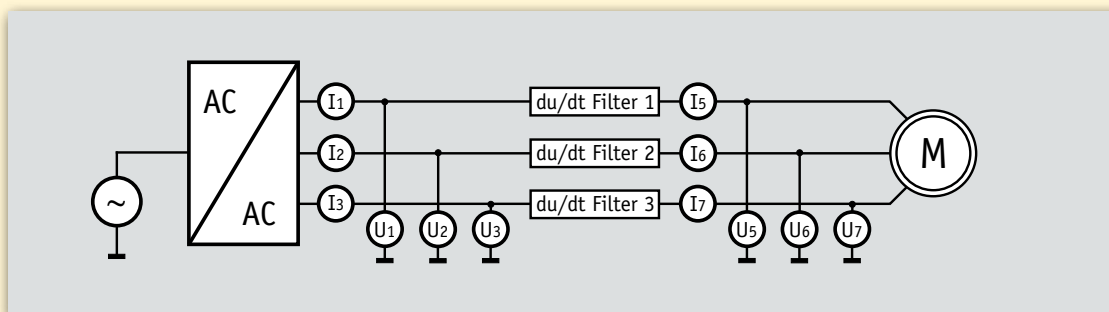 AC
I1
du/dt Filter 1
I5
I2
du/dt Filter 2
I6
M
~
AC
I3
du/dt Filter 3
I7
U1
U2
U3
U5
U6
U7